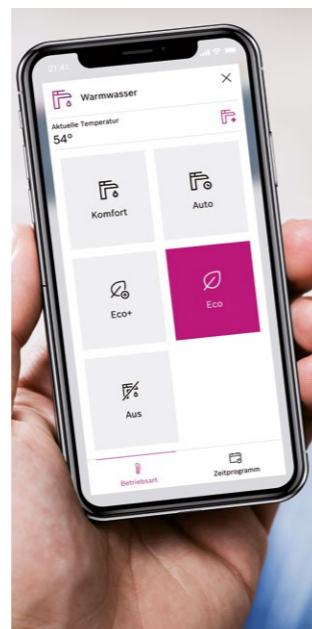 21:41
Warmwasser
Aktuelle Temperatur
54°
Komfort
Auto
Eco+
Eco
Aus
Betriebsart
Zeitprogramm